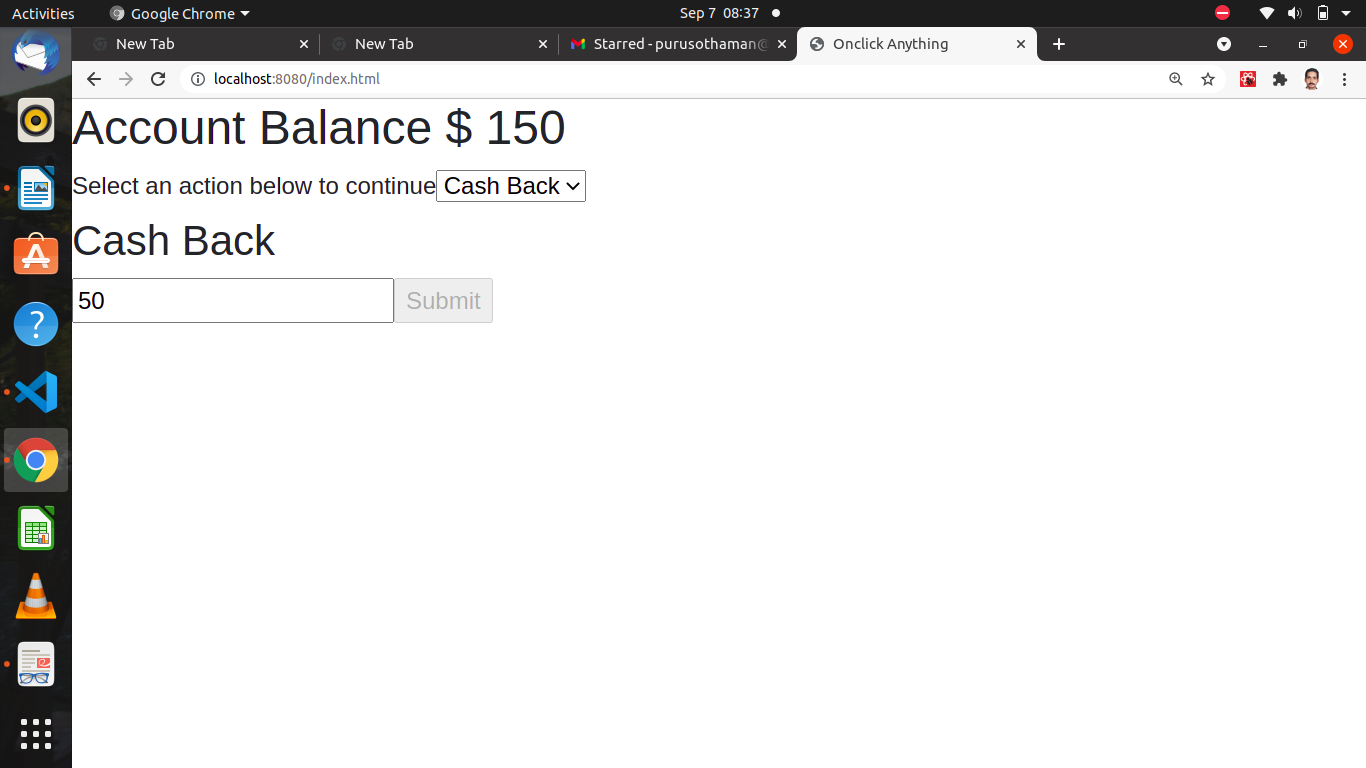 Activities Google Chrome Sep 7 08:37
New Tab New Tab Starred - purusothaman@ Onclick Anything
localhost:8080/index.html
Account Balance $ 150
Select an action below to continue Cash Back
Cash Back
50 Submit